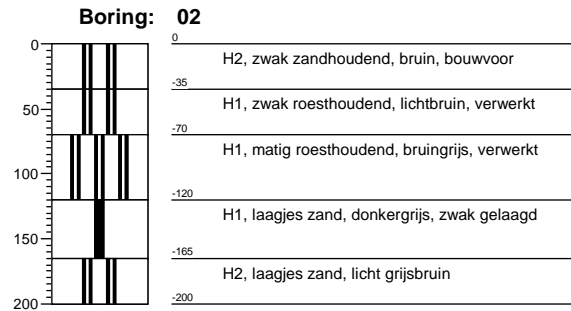 Boring: 02
0
0
H2, zwak zandhoudend, bruin, bouwvoor
-35
50
H1, zwak roesthoudend, lichtbruin, verwerkt
-70
H1, matig roesthoudend, bruingrijs, verwerkt
100
-120
H1, laagjes zand, donkergrijs, zwak gelaagd
150
-165
H2, laagjes zand, licht grijsbruin
200
-200